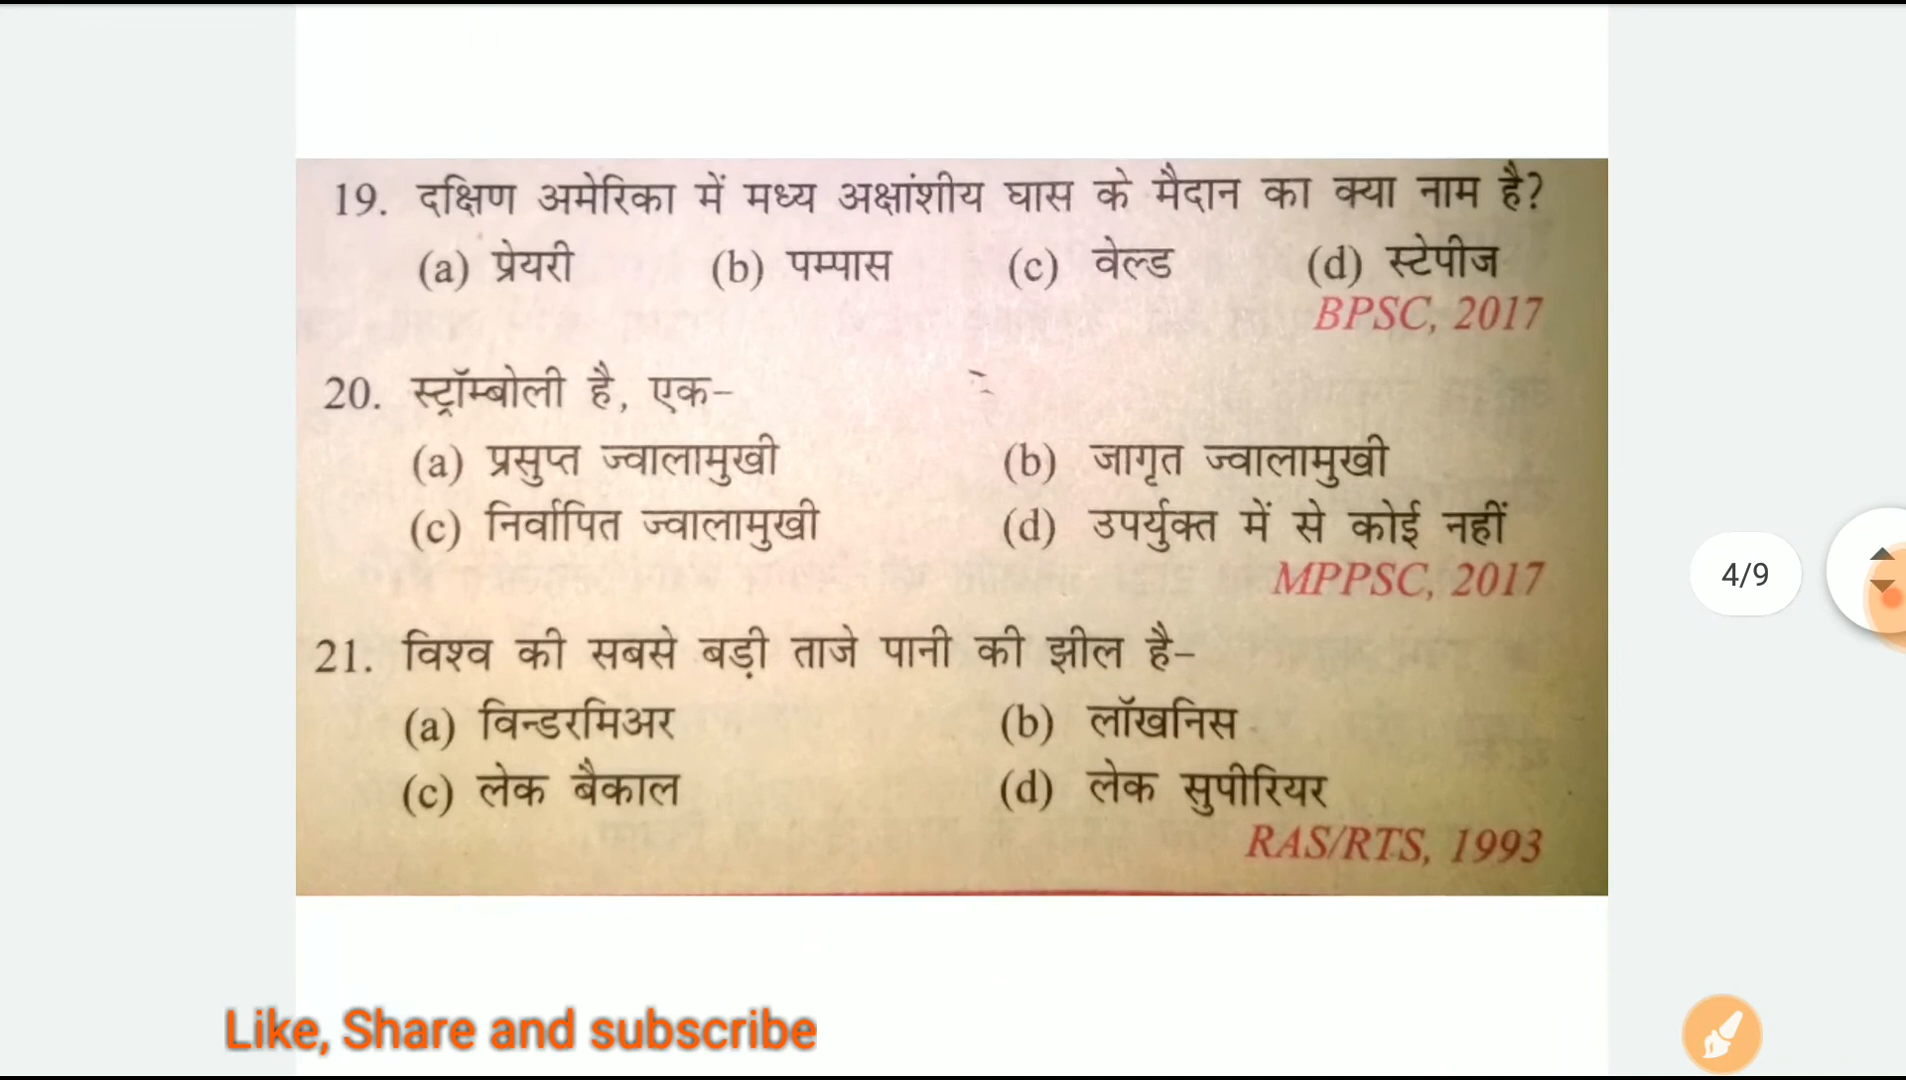 19. दक्षिण अमेरिका में मध्य अक्षांशीय घास के मैदान का क्या नाम है?
(a) प्रेयरी (b) पम्पास (c) वेल्ड (d) स्टेपीज
BPSC, 2017
20. स्ट्रॉम्बोली है, एक-
(a) प्रसुप्त ज्वालामुखी (b) जागृत ज्वालामुखी
(c) निर्वापित ज्वालामुखी (d) उपर्युक्त में से कोई नहीं
MPPSC, 2017
4/9
21. विश्व की सबसे बड़ी ताजे पानी की झील है-
(a) विन्डरमिअर (b) लॉखनिस
(c) लेक बैकाल (d) लेक सुपीरियर
RAS/RTS, 1993
Like, Share and subscribe